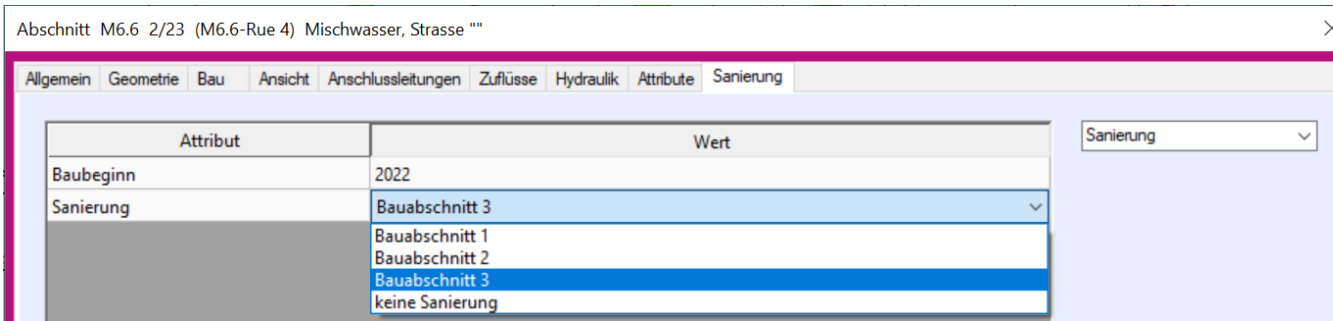 Abschnitt M6.6 2/23 (M6.6-Rue 4) Mischwasser, Strasse ""
Allgemein Geometrie Bau Ansicht Anschlussleitungen Zuflüsse Hydraulik Attribute Sanierung
Attribut Wert Sanierung
Baubeginn 2022
Sanierung Bauabschnitt 3
Bauabschnitt 1
Bauabschnitt 2
Bauabschnitt 3
keine Sanierung